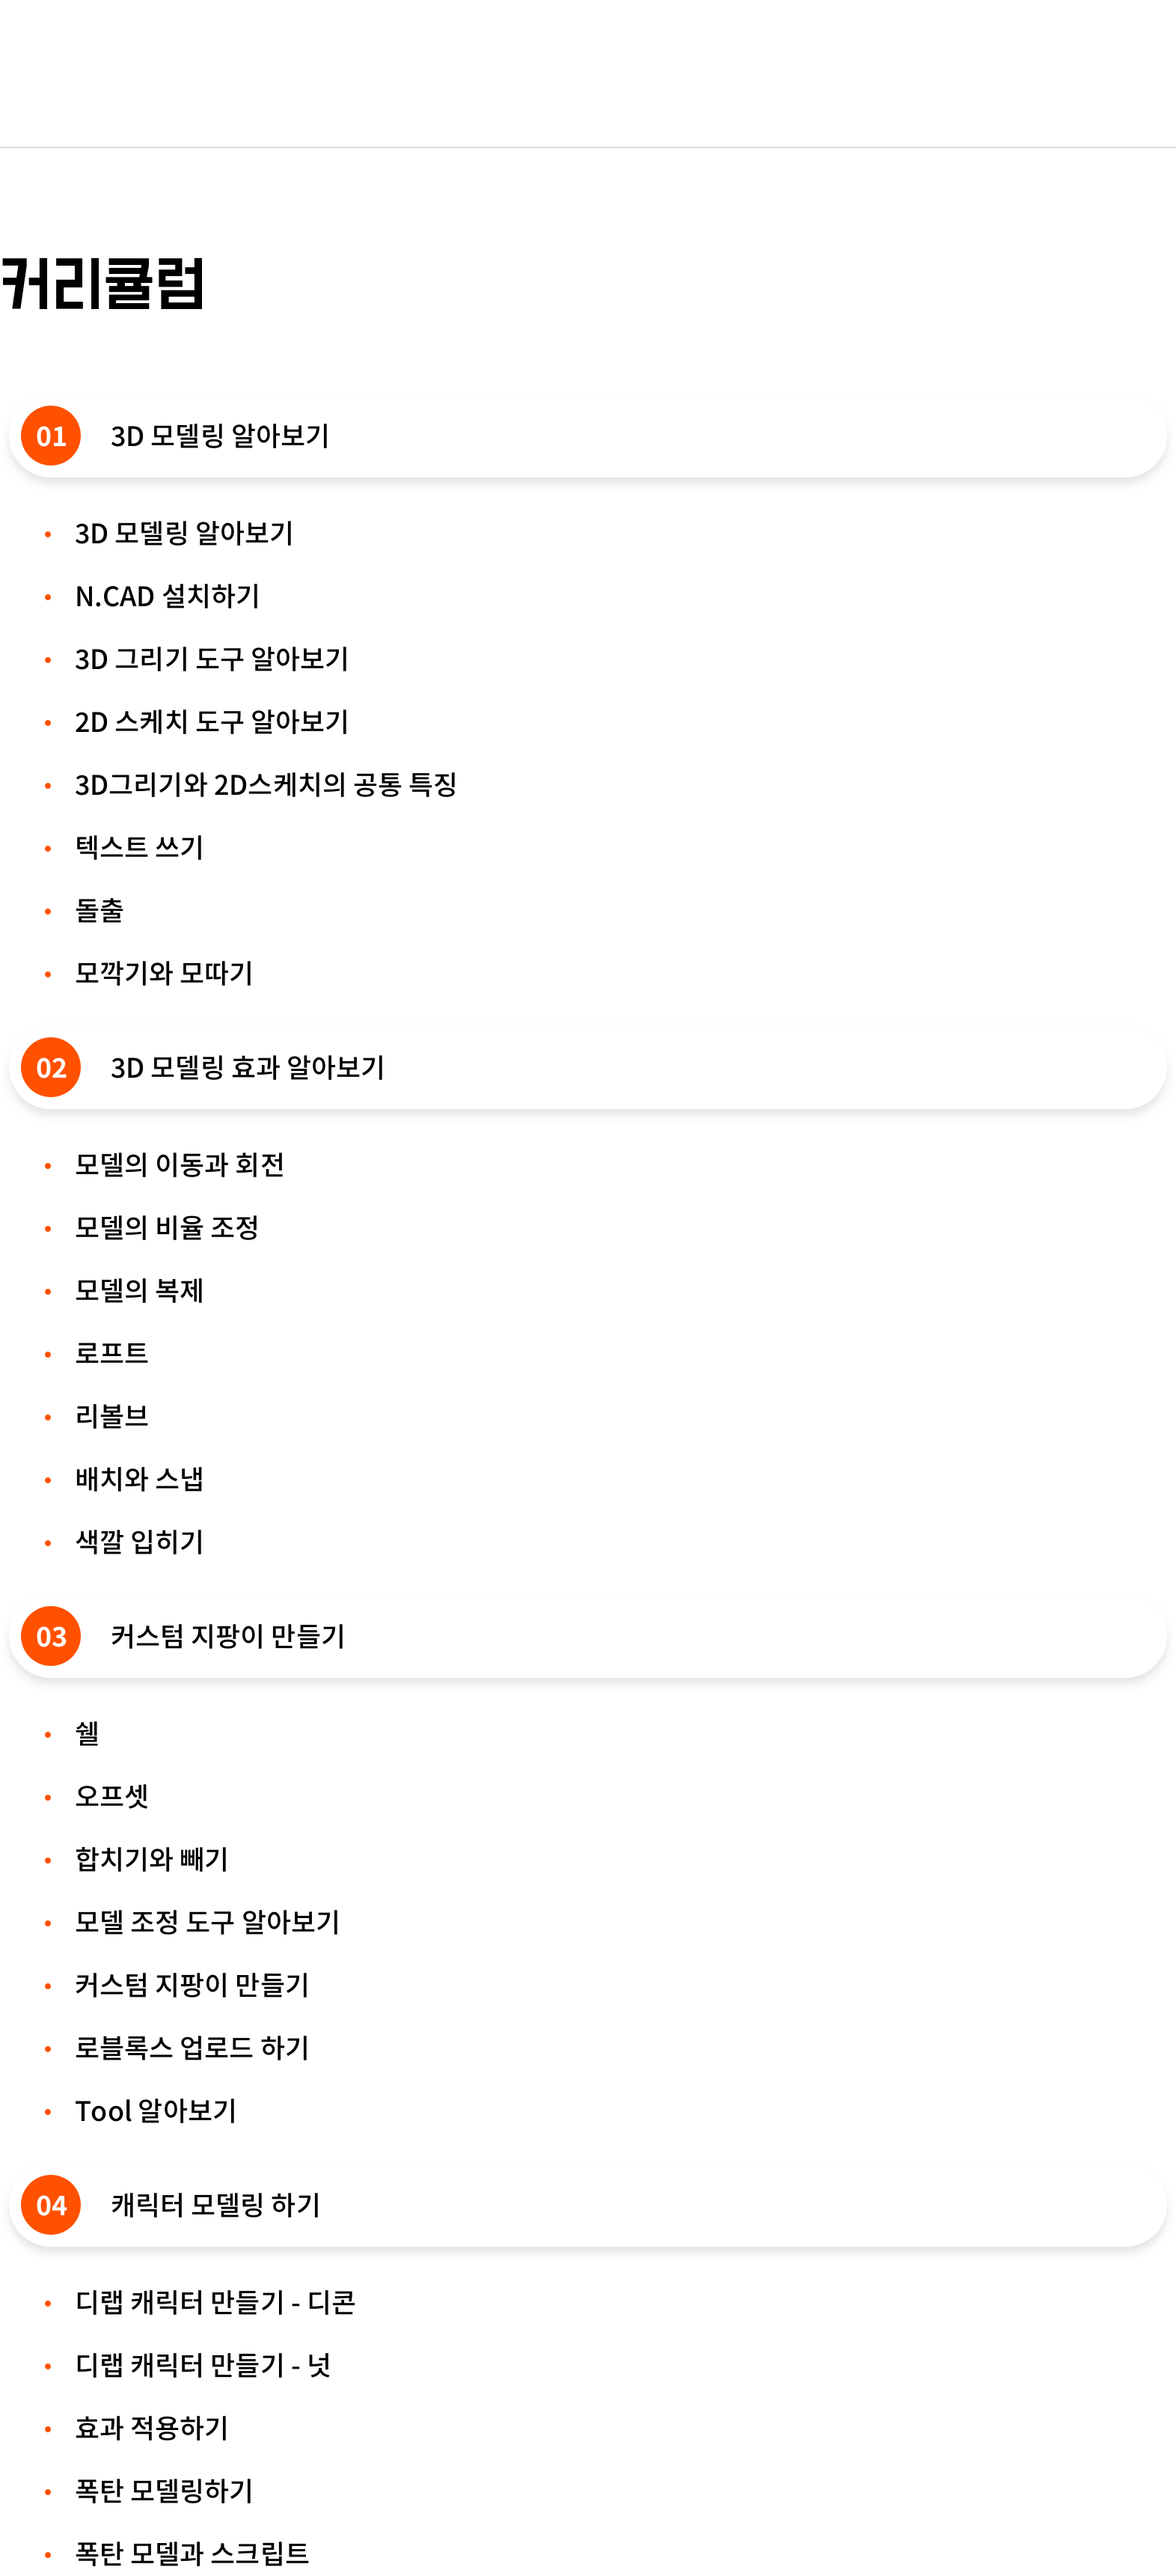 커리큘럼
01 3D 모델링 알아보기
• 3D 모델링 알아보기
• N.CAD 설치하기
• 3D 그리기 도구 알아보기
• 2D 스케치 도구 알아보기
• 3D그리기와 2D스케치의 공통 특징
• 텍스트 쓰기
• 돌출
• 모깍기와 모따기
02 3D 모델링 효과 알아보기
• 모델의 이동과 회전
• 모델의 비율 조정
• 모델의 복제
• 로프트
• 리볼브
• 배치와 스냅
• 색깔 입히기
03 커스텀 지팡이 만들기
• 쉘
• 오프셋
• 합치기와 빼기
• 모델 조정 도구 알아보기
• 커스텀 지팡이 만들기
• 로블록스 업로드 하기
• Tool 알아보기
04 캐릭터 모델링 하기
• 디랩 캐릭터 만들기 - 디콘
• 디랩 캐릭터 만들기 - 넛
• 효과 적용하기
• 폭탄 모델링하기
• 폭탄 모델과 스크립트